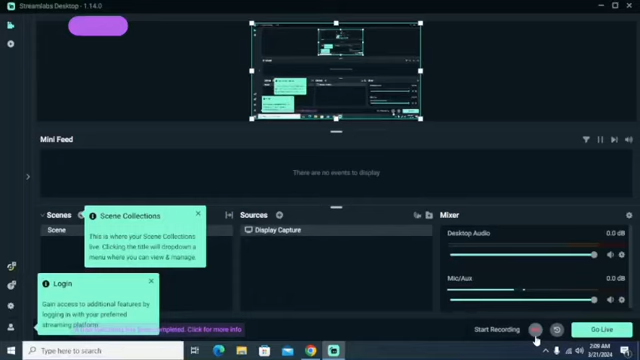 Streamlabs Desktop - 1.14.0
Mini Feed
There are no events to display
Scenes
Scene
Scene Collections
This is where your Scene Collections
live. Clicking the title will dropdown a
menu where you can view & manage.
Login
Gain access to additional features by
logging in with your preferred
streaming platform.
been completed. Click for more info
Sources
Display Capture
Mixer
Desktop Audio
0.0 dB
Mic/Aux
0.0 dB
Start Recording
Go Live
Type here to search
2:09 AM
3/21/2024